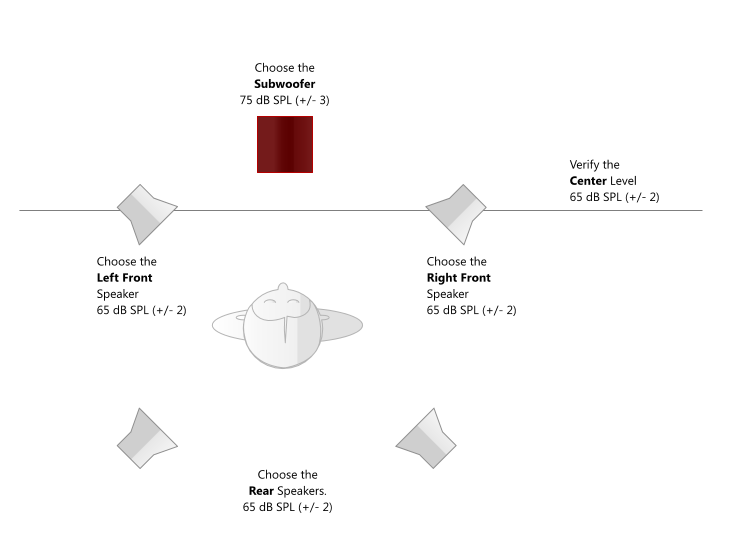 Choose the
Subwoofer
75 dB SPL (+/- 3)
Verify the
Center Level
65 dB SPL (+/- 2)
Choose the
Left Front
Speaker
65 dB SPL (+/- 2)
Choose the
Right Front
Speaker
65 dB SPL (+/- 2)
Choose the
Rear Speakers.
65 dB SPL (+/- 2)